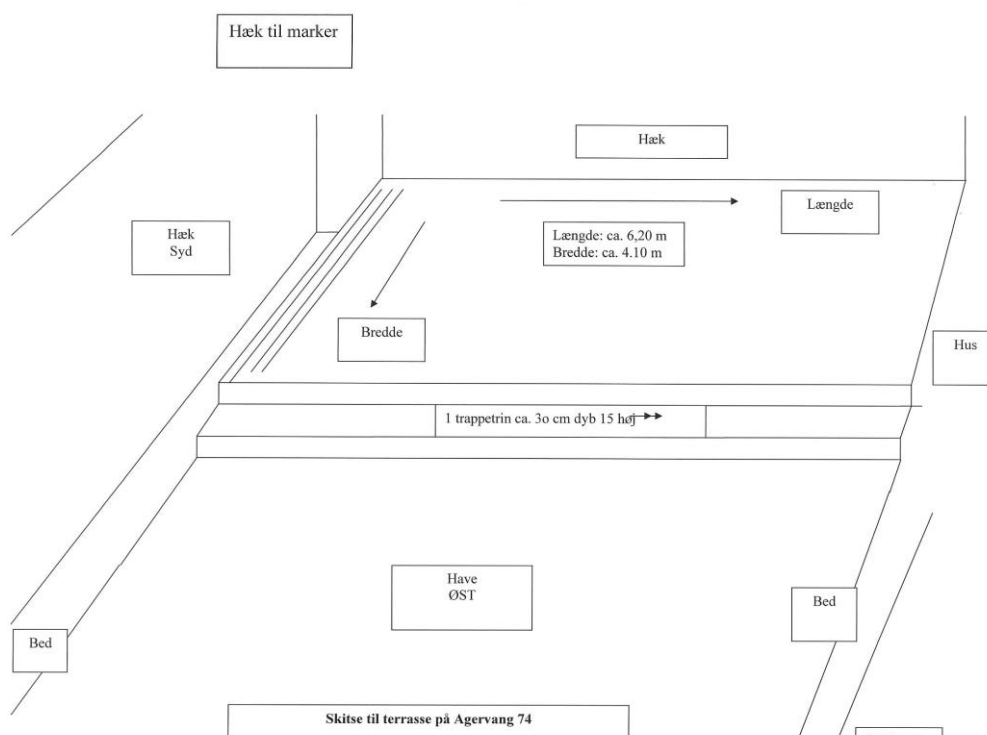 Hæk til marker
Hæk
Længde
Hæk
Syd
Længde: ca. 6,20 m
Bredde: ca. 4.10 m
Bredde
Hus
1 trappetrin ca. 3o cm dyb 15 høj
Have
ØST
Bed
Bed
Skitse til terrasse på Agervang 74